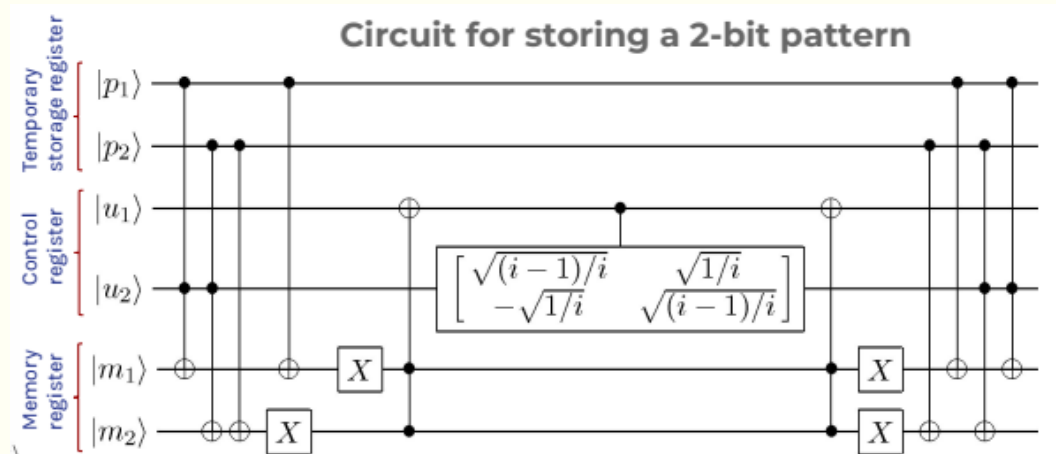 Circuit for storing a 2-bit pattern
Temporary
storage register
|p₁⟩
|p₂⟩
Control
register
|u₁⟩
|u₂⟩
√(i − 1)/i √1/i
−√1/i √(i − 1)/i
Memory
register
|m₁⟩
|m₂⟩
X
X
X
X